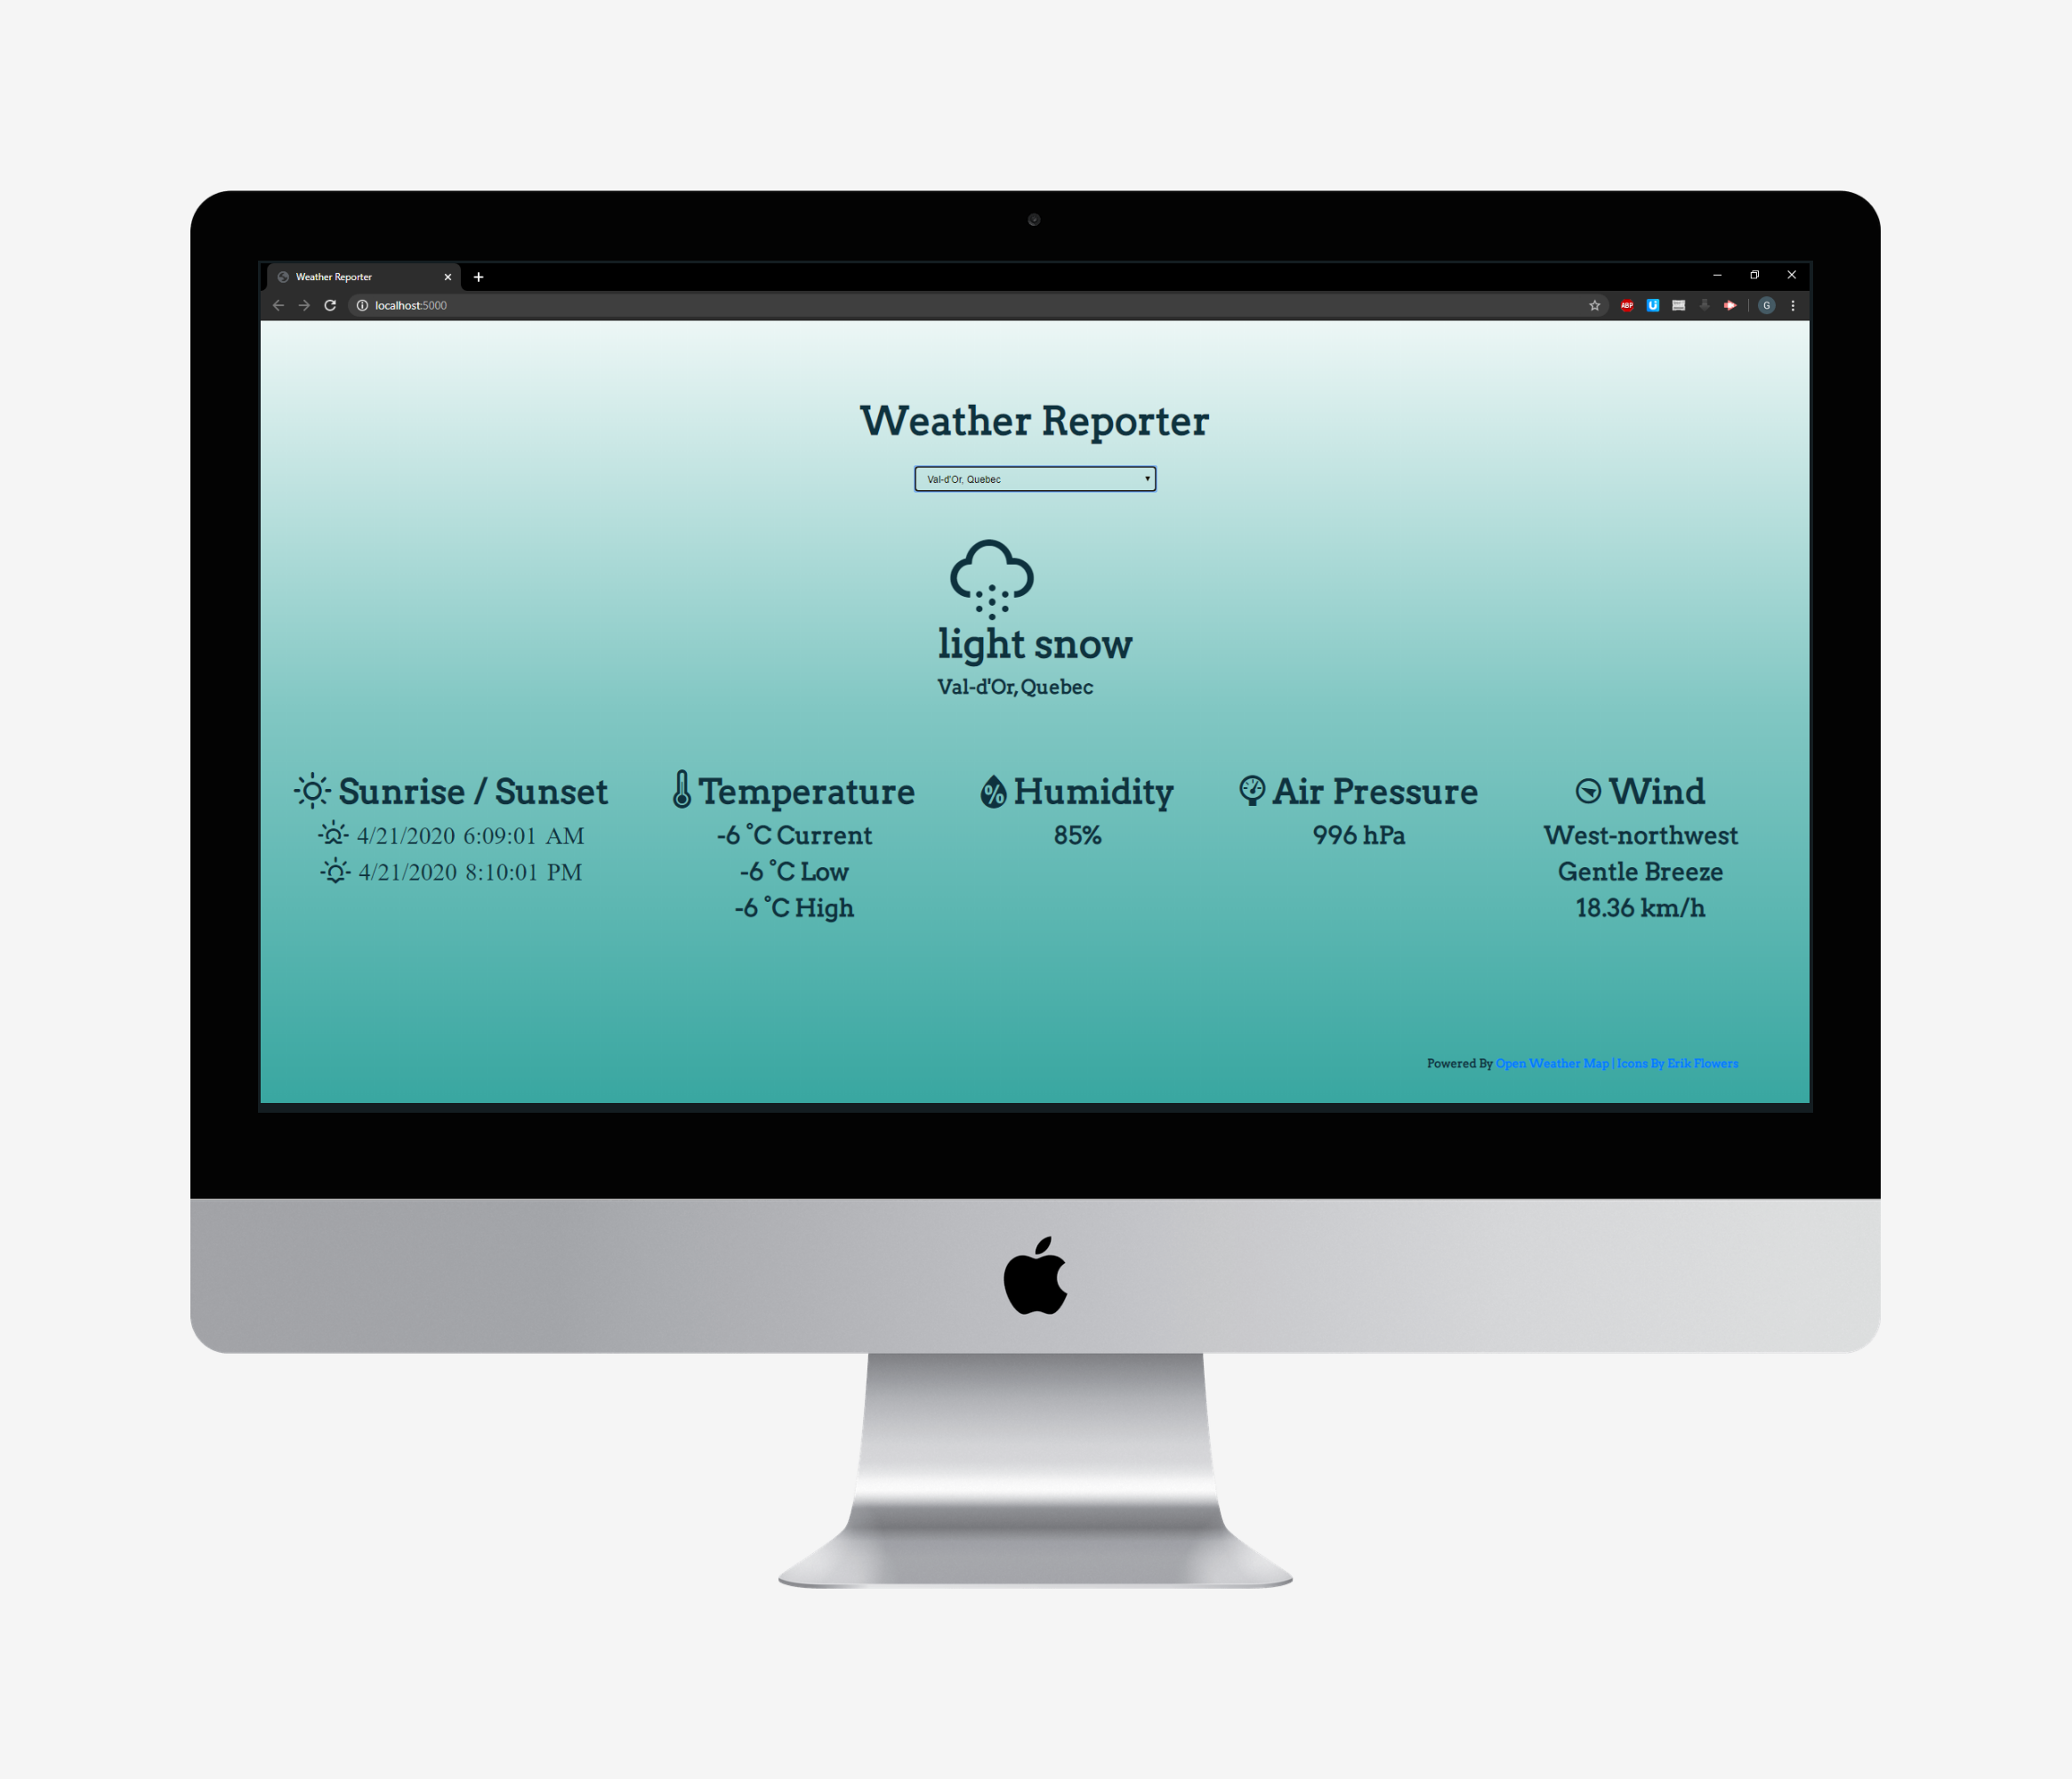 Weather Reporter
localhost:5000
ABP
G
Weather Reporter
Val-d'Or, Quebec
light snow
Val-d'Or, Quebec
Sunrise / Sunset
4/21/2020 6:09:01 AM
4/21/2020 8:10:01 PM
Temperature
-6 °C Current
-6 °C Low
-6 °C High
% Humidity
85%
Air Pressure
996 hPa
Wind
West-northwest
Gentle Breeze
18.36 km/h
Powered By Open Weather Map | Icons By Erik Flowers